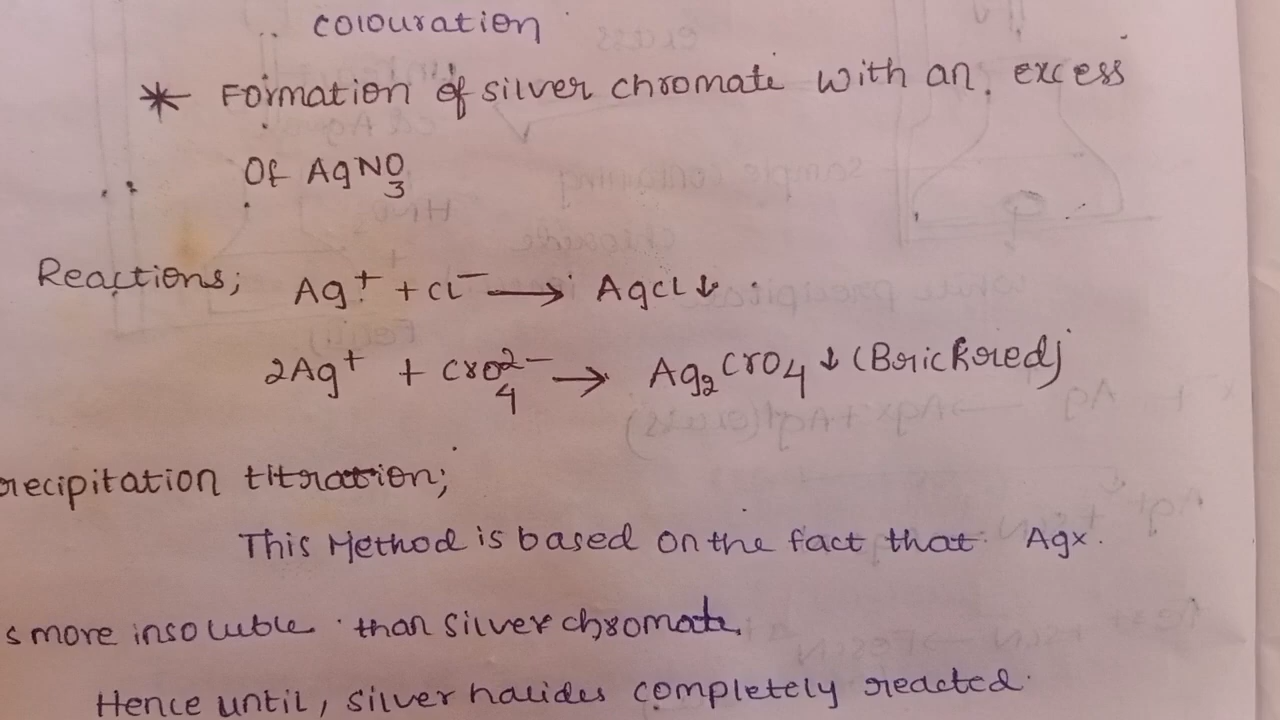 colouration
* Formation of silver chromate with an excess
Of AgNO3
Reactions; Ag+ + cl- → Agcl↓
2Ag+ + cro4 2- → Ag2cro4 ↓ (Brickred)
recipitation titration;
This Method is based on the fact that Agx.
s more insoluble than silver chromate.
Hence until, silver halides completely reacted.